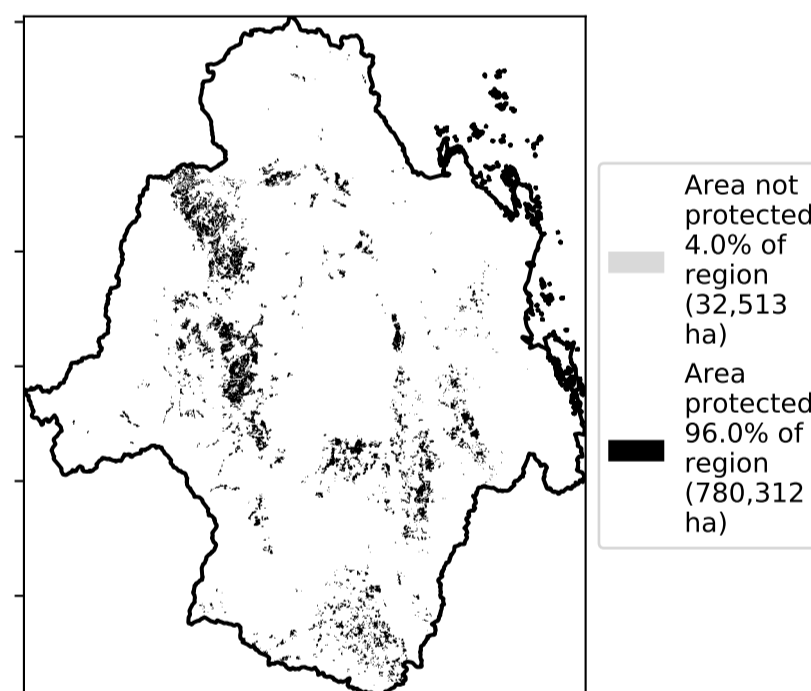 Area not
protected
4.0% of
region
(32,513
ha)
Area
protected
96.0% of
region
(780,312
ha)